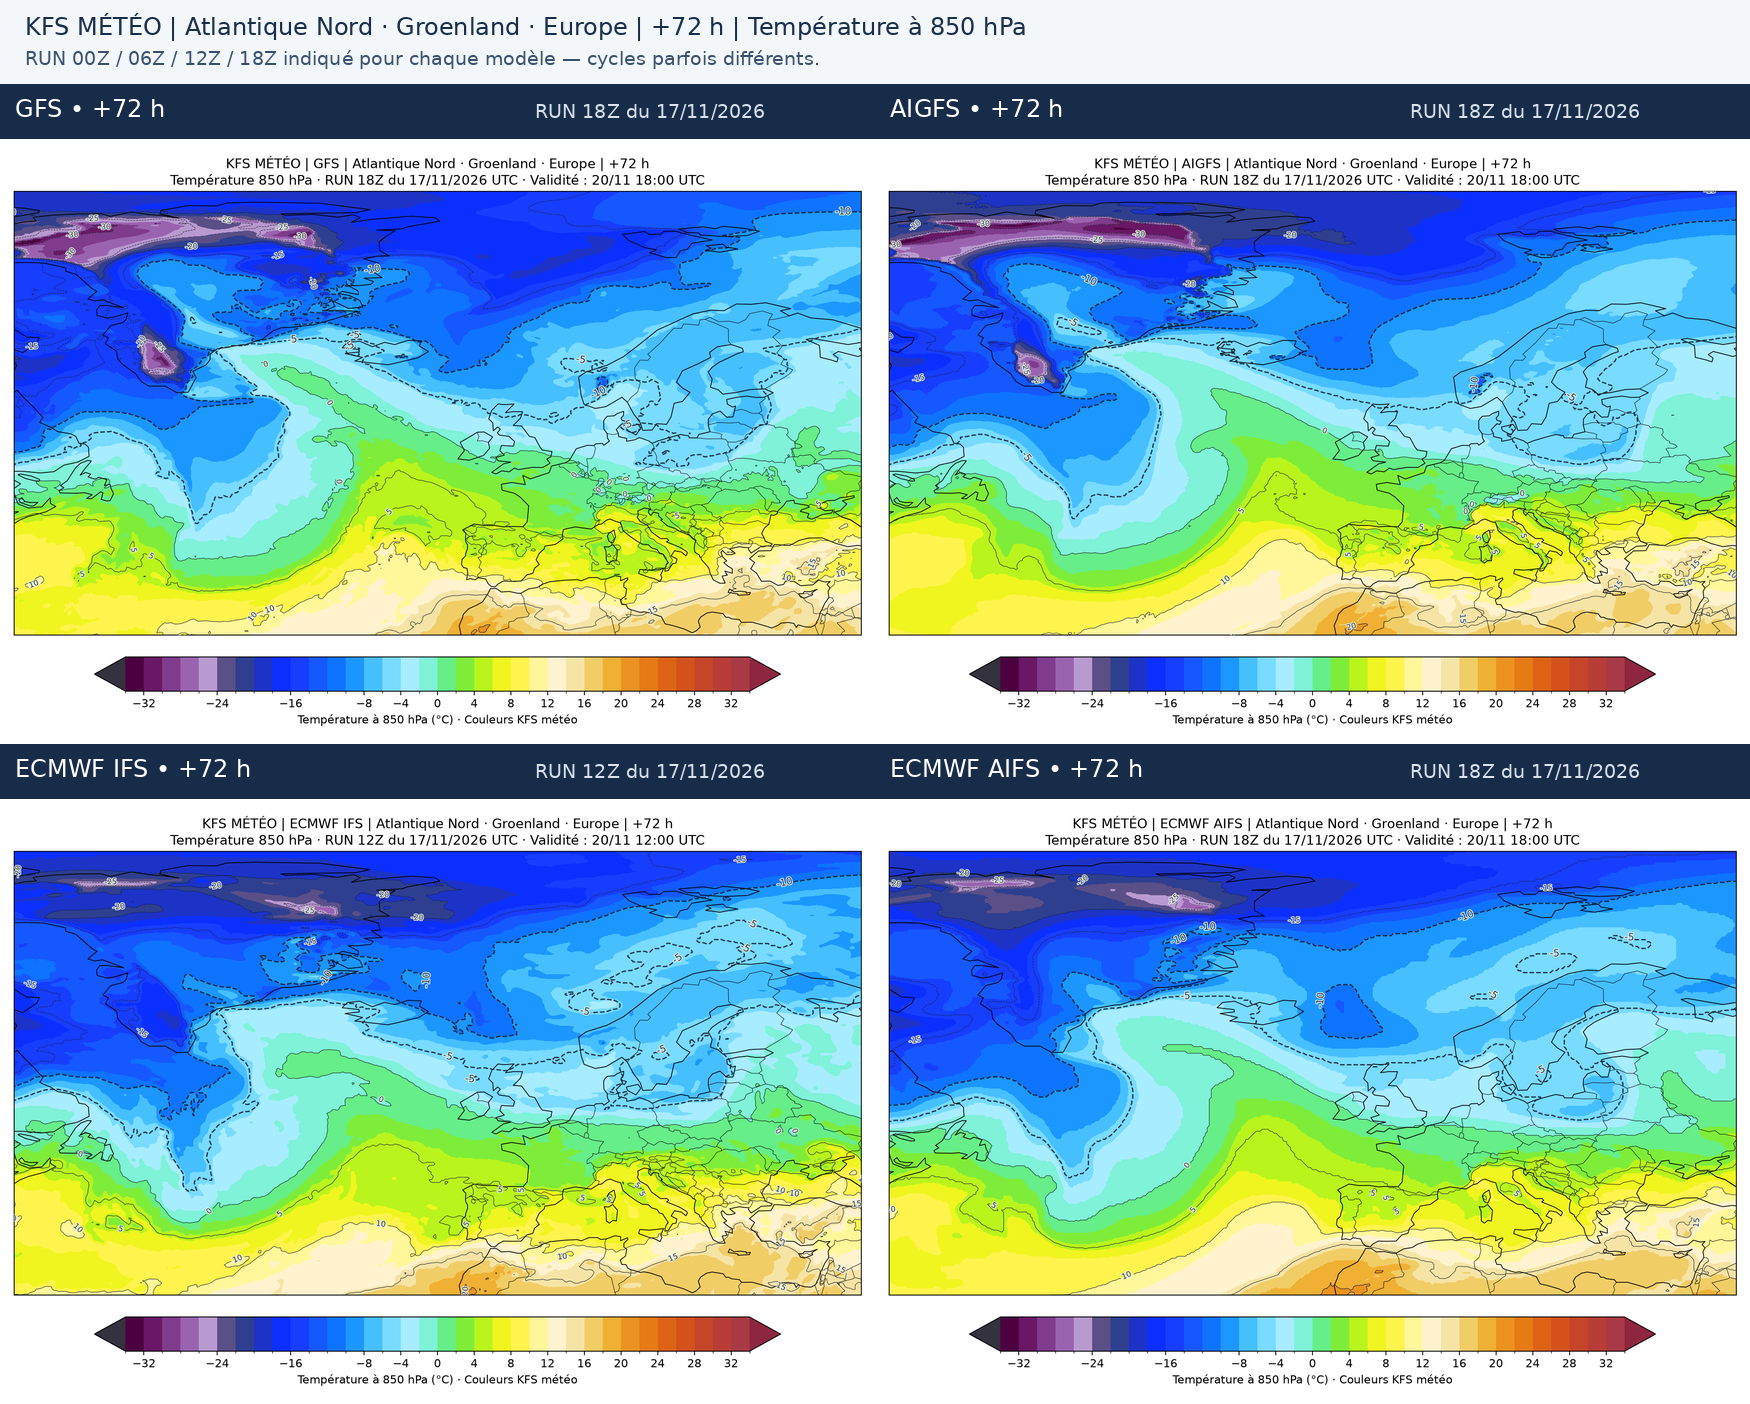 KFS MÉTÉO | Atlantique Nord · Groenland · Europe | +72 h | Température à 850 hPa
RUN 00Z / 06Z / 12Z / 18Z indiqué pour chaque modèle — cycles parfois différents.
GFS • +72 h
RUN 18Z du 17/11/2026
AIGFS • +72 h
RUN 18Z du 17/11/2026
KFS MÉTÉO | GFS | Atlantique Nord · Groenland · Europe | +72 h
Température 850 hPa · RUN 18Z du 17/11/2026 UTC · Validité : 20/11 18:00 UTC
KFS MÉTÉO | AIGFS | Atlantique Nord · Groenland · Europe | +72 h
Température 850 hPa · RUN 18Z du 17/11/2026 UTC · Validité : 20/11 18:00 UTC
−32 −24 −16 −8 −4 0 4 8 12 16 20 24 28 32
Température à 850 hPa (°C) · Couleurs KFS météo
−32 −24 −16 −8 −4 0 4 8 12 16 20 24 28 32
Température à 850 hPa (°C) · Couleurs KFS météo
ECMWF IFS • +72 h
RUN 12Z du 17/11/2026
ECMWF AIFS • +72 h
RUN 18Z du 17/11/2026
KFS MÉTÉO | ECMWF IFS | Atlantique Nord · Groenland · Europe | +72 h
Température 850 hPa · RUN 12Z du 17/11/2026 UTC · Validité : 20/11 12:00 UTC
KFS MÉTÉO | ECMWF AIFS | Atlantique Nord · Groenland · Europe | +72 h
Température 850 hPa · RUN 18Z du 17/11/2026 UTC · Validité : 20/11 18:00 UTC
−32 −24 −16 −8 −4 0 4 8 12 16 20 24 28 32
Température à 850 hPa (°C) · Couleurs KFS météo
−32 −24 −16 −8 −4 0 4 8 12 16 20 24 28 32
Température à 850 hPa (°C) · Couleurs KFS météo